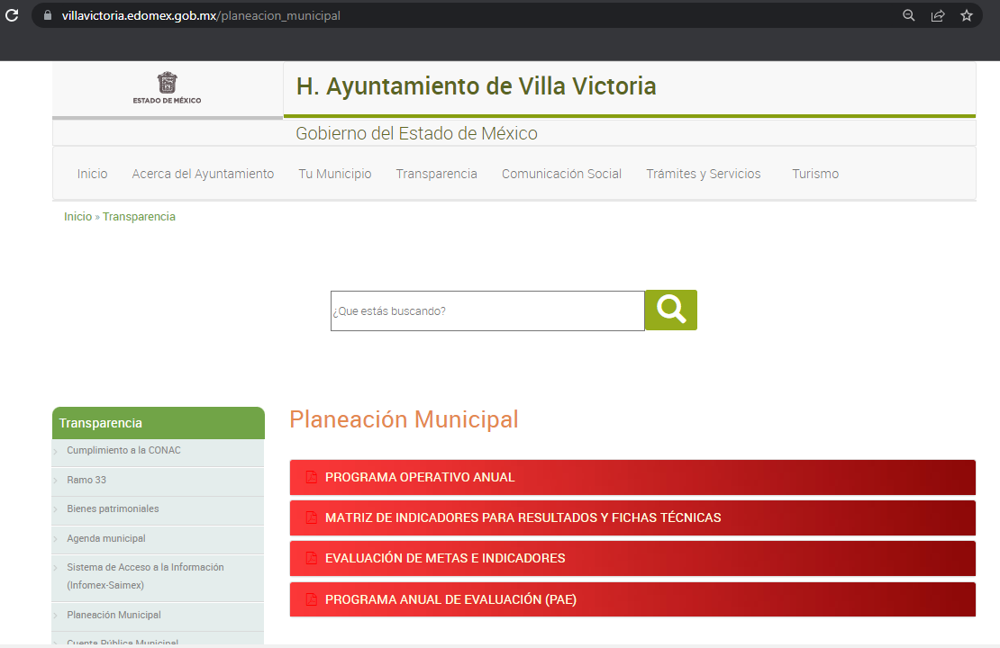 villavictoria.edomex.gob.mx/planeacion_municipal
ESTADO DE MÉXICO
H. Ayuntamiento de Villa Victoria
Gobierno del Estado de México
Inicio Acerca del Ayuntamiento Tu Municipio Transparencia Comunicación Social Trámites y Servicios Turismo
Inicio » Transparencia
¿Que estás buscando?
Transparencia
Cumplimiento a la CONAC
Ramo 33
Bienes patrimoniales
Agenda municipal
Sistema de Acceso a la Información
(Infomex-Saimex)
Planeación Municipal
Cuenta Pública Municipal
Planeación Municipal
PROGRAMA OPERATIVO ANUAL
MATRIZ DE INDICADORES PARA RESULTADOS Y FICHAS TÉCNICAS
EVALUACIÓN DE METAS E INDICADORES
PROGRAMA ANUAL DE EVALUACIÓN (PAE)